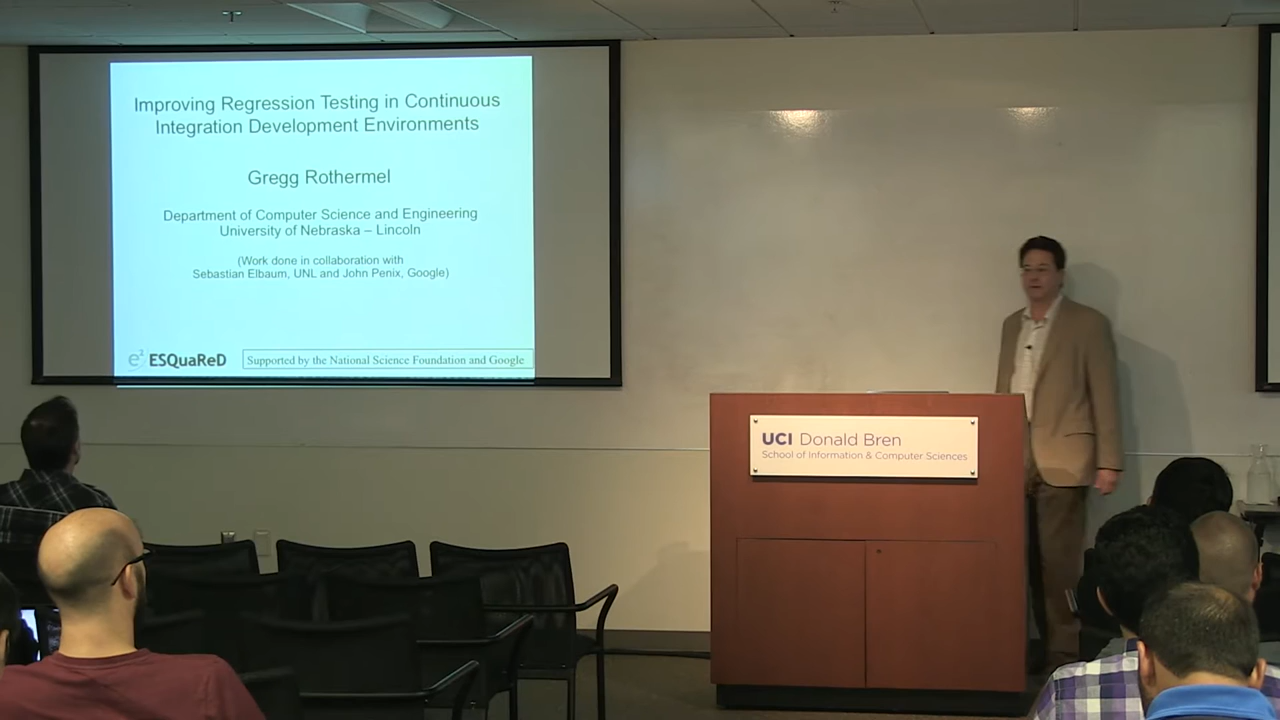 Improving Regression Testing in Continuous
Integration Development Environments
Gregg Rothermel
Department of Computer Science and Engineering
University of Nebraska – Lincoln
(Work done in collaboration with
Sebastian Elbaum, UNL and John Penix, Google)
e² ESQuaReD
Supported by the National Science Foundation and Google
UCI Donald Bren
School of Information & Computer Sciences